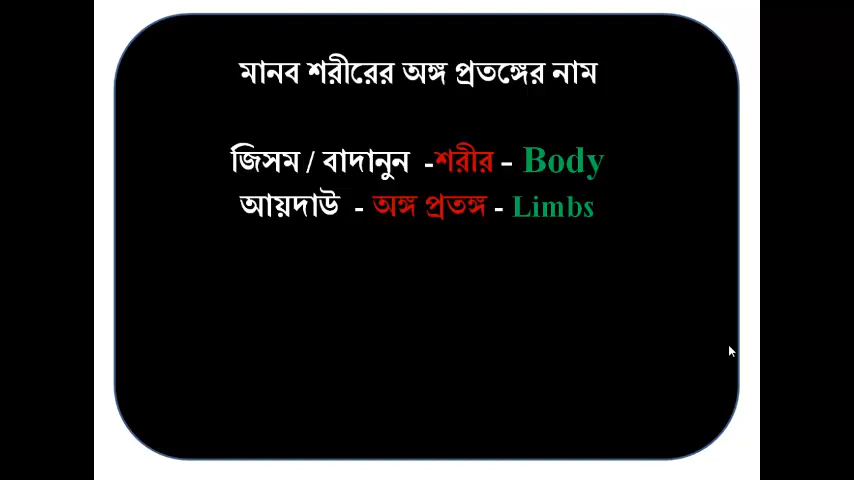 মানব শরীরের অঙ্গ প্রতঙ্গের নাম
জিসম / বাদানুন -শরীর - Body
আয়দাউ - অঙ্গ প্রতঙ্গ - Limbs